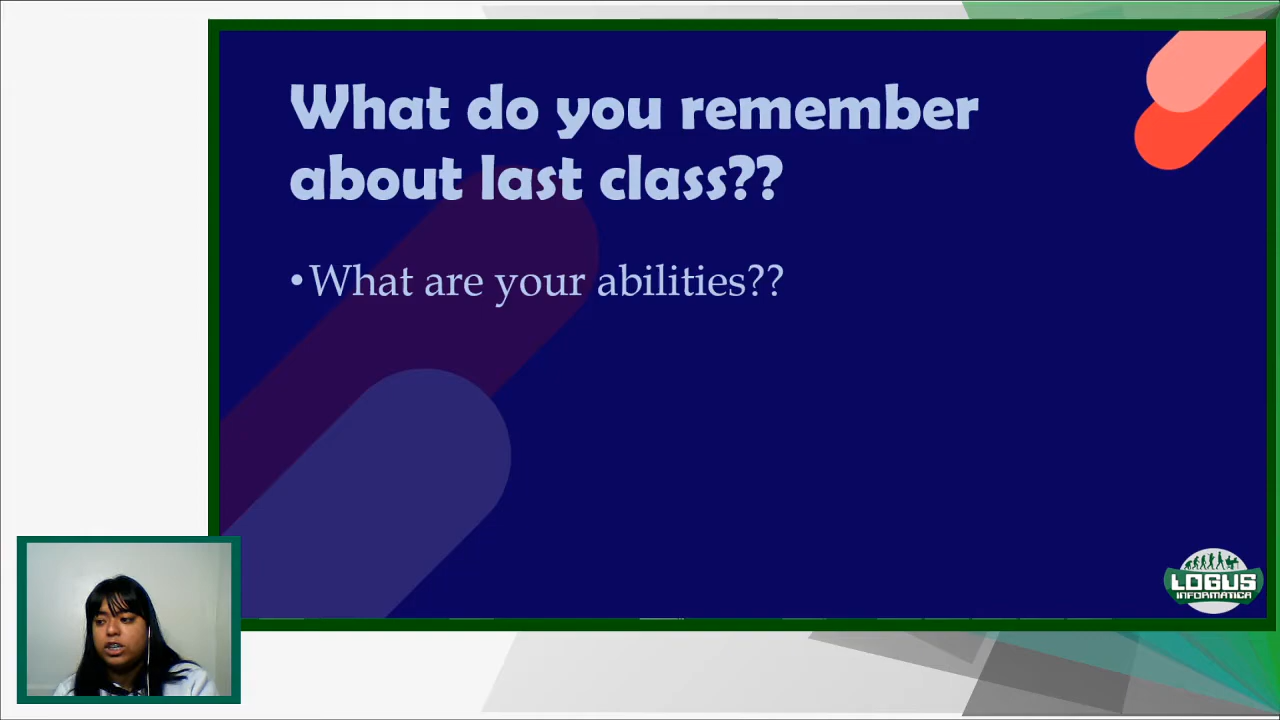 What do you remember
about last class??
•What are your abilities??
LOGUS
INFORMATICA